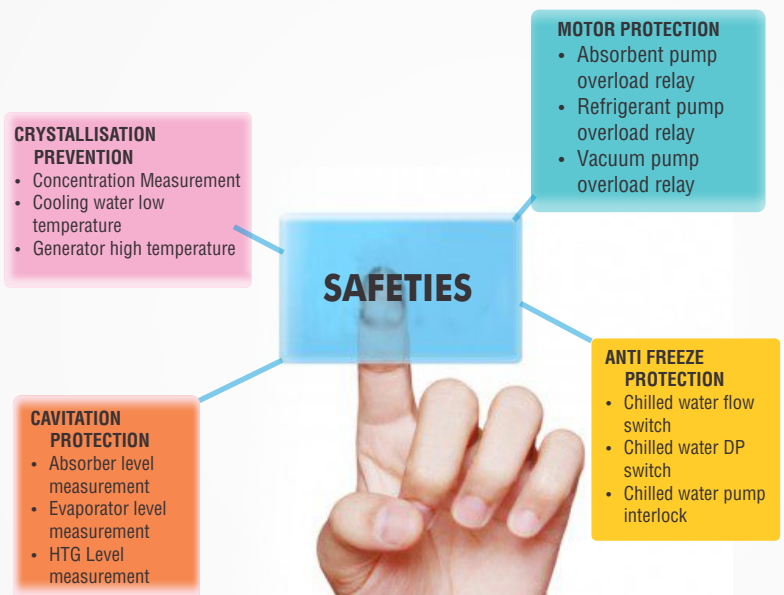 MOTOR PROTECTION
• Absorbent pump
overload relay
• Refrigerant pump
overload relay
• Vacuum pump
overload relay
CRYSTALLISATION
PREVENTION
• Concentration Measurement
• Cooling water low
temperature
• Generator high temperature
SAFETIES
ANTI FREEZE
PROTECTION
• Chilled water flow
switch
• Chilled water DP
switch
• Chilled water pump
interlock
CAVITATION
PROTECTION
• Absorber level
measurement
• Evaporator level
measurement
• HTG Level
measurement